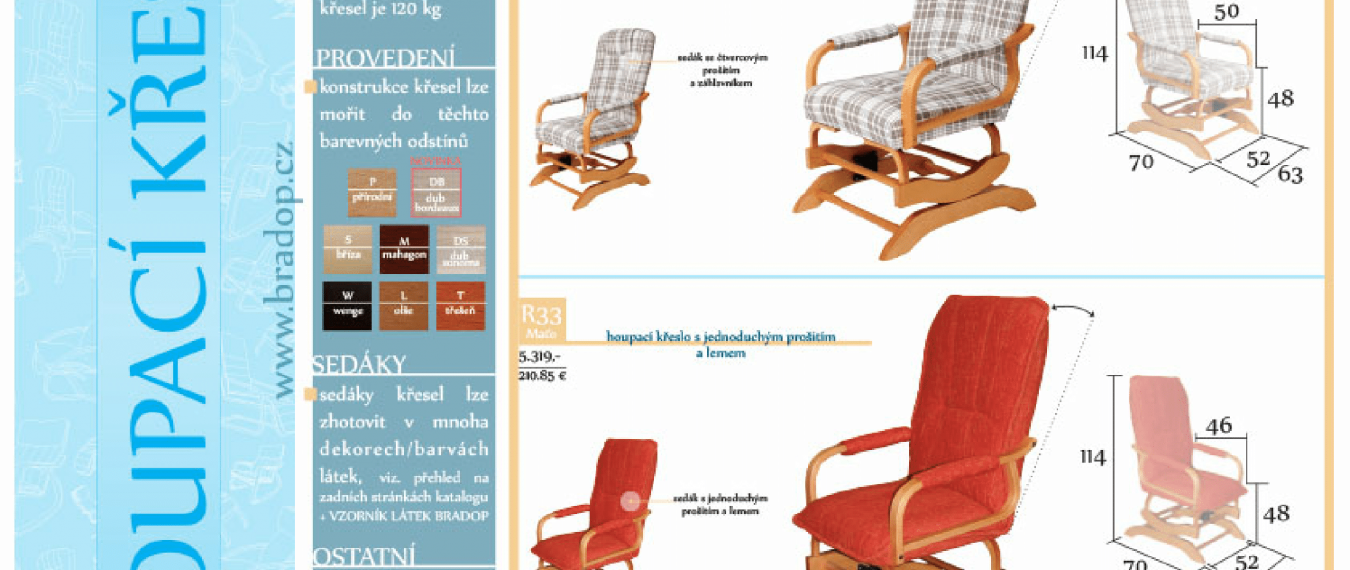 OUPACÍ KŘE
www.bradop.cz
křesel je 120 kg
PROVEDENÍ
konstrukce křesel lze
mořit do těchto
barevných odstínů
P
přírodní
DB
dub
bordeaux
S
bříza
M
mahagon
DS
dub
sonoma
W
wenge
L
olše
T
třešeň
SEDÁKY
sedáky křesel lze
zhotovit v mnoha
dekorech/barvách
látek, viz. přehled na
zadních stránkách katalogu
+ VZORNÍK LÁTEK BRADOP
OSTATNÍ
sedák se čtvercovým
prošitím
a záhlavníkem
114
50
48
70
52
63
R33
Maťo
5.319,-
210.85 €
houpací křeslo s jednoduchým prošitím
a lemem
sedák s jednoduchým
prošitím a lemem
114
46
48
70
52